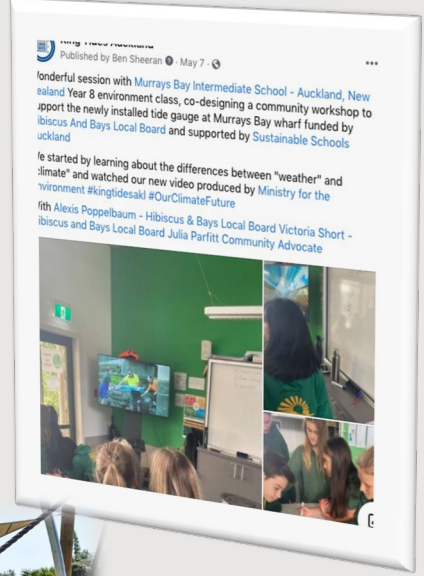 King Tides Auckland
Published by Ben Sheeran · May 7 ·
onderful session with Murrays Bay Intermediate School - Auckland, New
ealand Year 8 environment class, co-designing a community workshop to
upport the newly installed tide gauge at Murrays Bay wharf funded by
ibiscus And Bays Local Board and supported by Sustainable Schools
uckland
e started by learning about the differences between "weather" and
climate" and watched our new video produced by Ministry for the
nvironment #kingtidesakl #OurClimateFuture
ith Alexis Poppelbaum - Hibiscus & Bays Local Board Victoria Short -
ibiscus and Bays Local Board Julia Parfitt Community Advocate